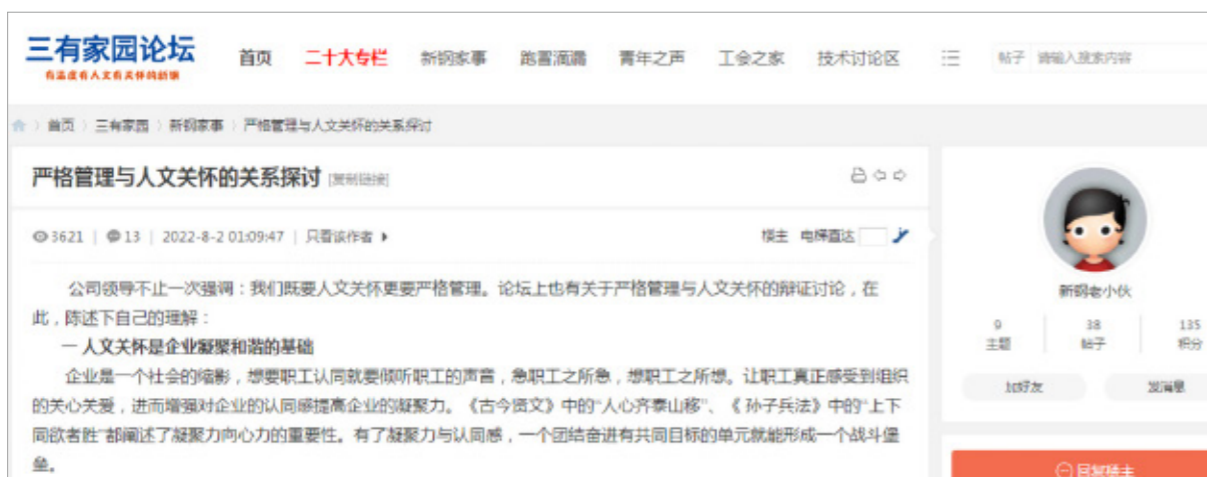 三有家园论坛
有温度有人文有关怀的新钢
首页 二十大专栏 新钢家事 跑冒滴漏 青年之声 工会之家 技术讨论区 帖子 请输入搜索内容
首页 三有家园 新钢家事 严格管理与人文关怀的关系探讨
严格管理与人文关怀的关系探讨 [复制链接]
3621 | 13 | 2022-8-2 01:09:47 | 只看该作者
楼主 电梯直达
公司领导不止一次强调：我们既要人文关怀更要严格管理。论坛上也有关于严格管理与人文关怀的辩证讨论，在
此，陈述下自己的理解：
一 人文关怀是企业凝聚和谐的基础
企业是一个社会的缩影，想要职工认同就要倾听职工的声音，急职工之所急，想职工之所想。让职工真正感受到组织
的关心关爱，进而增强对企业的认同感提高企业的凝聚力。《古今贤文》中的“人心齐泰山移”、《孙子兵法》中的“上下
同欲者胜”都阐述了凝聚力向心力的重要性。有了凝聚力与认同感，一个团结奋进有共同目标的单元就能形成一个战斗堡
垒。
新钢老小伙
9 38 135
主题 帖子 积分
加好友 发消息
回复楼主